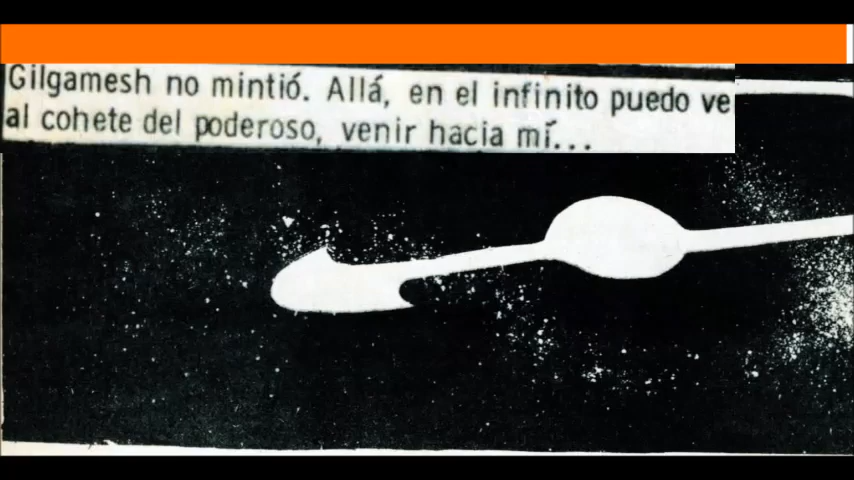 Gilgamesh no mintió. Allá, en el infinito puedo ve
al cohete del poderoso, venir hacia mí...